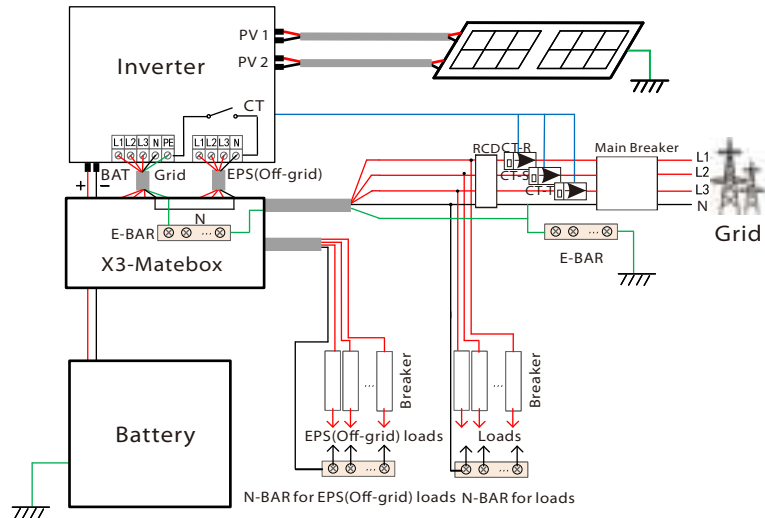 PV 1
PV 2
Inverter
CT
L1 L2 L3 N PE
L1 L2 L3 N
BAT
Grid
EPS(Off-grid)
+
–
N
E-BAR
...
X3-Matebox
RCD
CT-R
CT-S
CT-T
Main Breaker
L1
L2
L3
N
Grid
...
E-BAR
Battery
...
Breaker
...
Breaker
EPS(Off-grid) loads
Loads
...
...
N-BAR for EPS(Off-grid) loads
N-BAR for loads